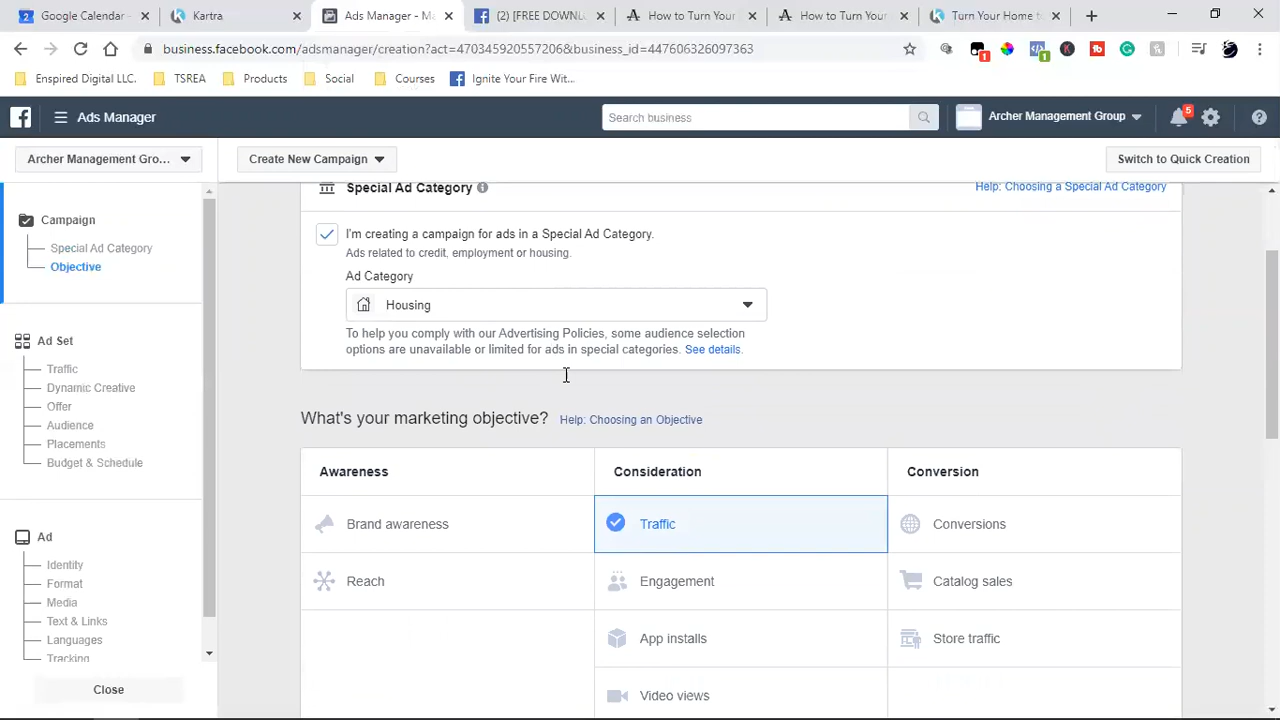 Google Calendar -
Kartra
Ads Manager - Ma
(2) [FREE DOWNL
How to Turn Your
How to Turn Your
Turn Your Home to
business.facebook.com/adsmanager/creation?act=470345920557206&business_id=447606326097363
Enspired Digital LLC.
TSREA
Products
Social
Courses
Ignite Your Fire Wit...
Ads Manager
Search business
Archer Management Group
5
Archer Management Gro...
Create New Campaign
Switch to Quick Creation
Campaign
Special Ad Category
Objective
Ad Set
Traffic
Dynamic Creative
Offer
Audience
Placements
Budget & Schedule
Ad
Identity
Format
Media
Text & Links
Languages
Tracking
Close
Special Ad Category
Help: Choosing a Special Ad Category
I'm creating a campaign for ads in a Special Ad Category.
Ads related to credit, employment or housing.
Ad Category
Housing
To help you comply with our Advertising Policies, some audience selection
options are unavailable or limited for ads in special categories. See details.
What's your marketing objective? Help: Choosing an Objective
Awareness
Consideration
Conversion
Brand awareness
Traffic
Conversions
Reach
Engagement
Catalog sales
App installs
Store traffic
Video views